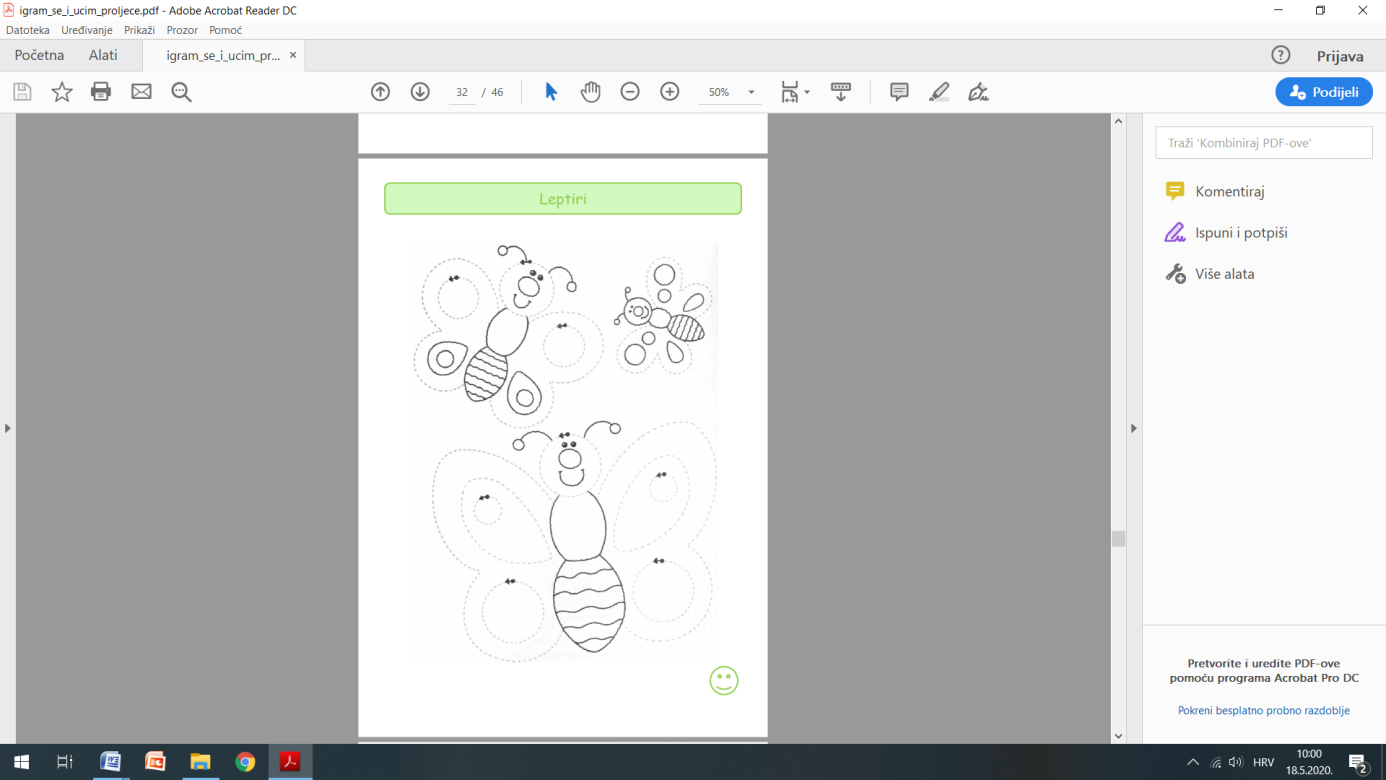 igram_se_i_ucim_proljece.pdf - Adobe Acrobat Reader DC
Datoteka Uređivanje Prikaži Prozor Pomoć
Početna Alati igram_se_i_ucim_pr... × Prijava
32 / 46 50% Podijeli
Traži 'Kombiniraj PDF-ove'
Komentiraj
Ispuni i potpiši
Više alata
Leptiri
Pretvorite i uredite PDF-ove
pomoću programa Acrobat Pro DC
Pokreni besplatno probno razdoblje
HRV
10:00
18.5.2020.
2